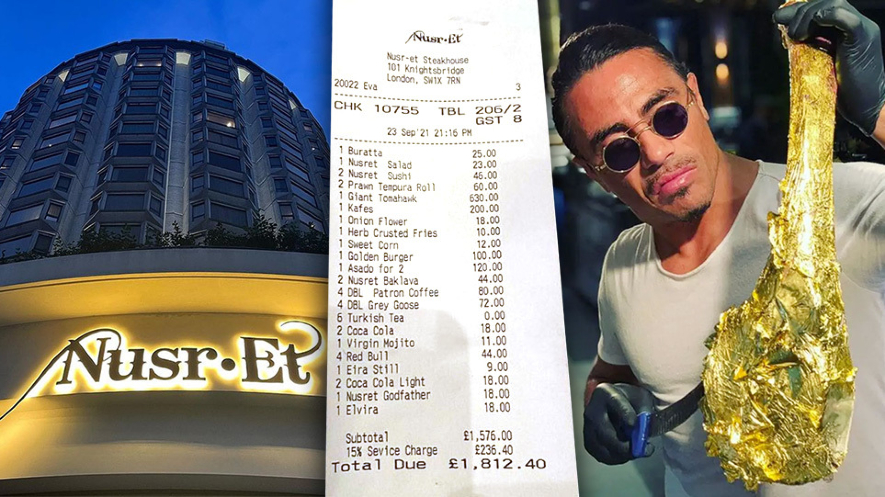 Nusr•Et
Nusr•Et
Nusr-et Steakhouse
101 Knightsbridge
London, SW1X 7RN
20022 Eva 3
CHK 10755 TBL 206/2
GST 8
23 Sep'21 21:16 PM
1 Buratta 25.00
1 Nusret Salad 23.00
2 Nusret Sushi 46.00
2 Prawn Tempura Roll 60.00
1 Giant Tomahawk 630.00
1 Kafes 200.00
1 Onion Flower 18.00
1 Herb Crusted Fries 10.00
1 Sweet Corn 12.00
1 Golden Burger 100.00
1 Asado for 2 120.00
2 Nusret Baklava 44.00
4 DBL Patron Coffee 80.00
4 DBL Grey Goose 72.00
6 Turkish Tea 0.00
2 Coca Cola 18.00
1 Virgin Mojito 11.00
4 Red Bull 44.00
1 Eira Still 9.00
2 Coca Cola Light 18.00
1 Nusret Godfather 18.00
1 Elvira 18.00
Subtotal £1,576.00
15% Sevice Charge £236.40
Total Due £1,812.40